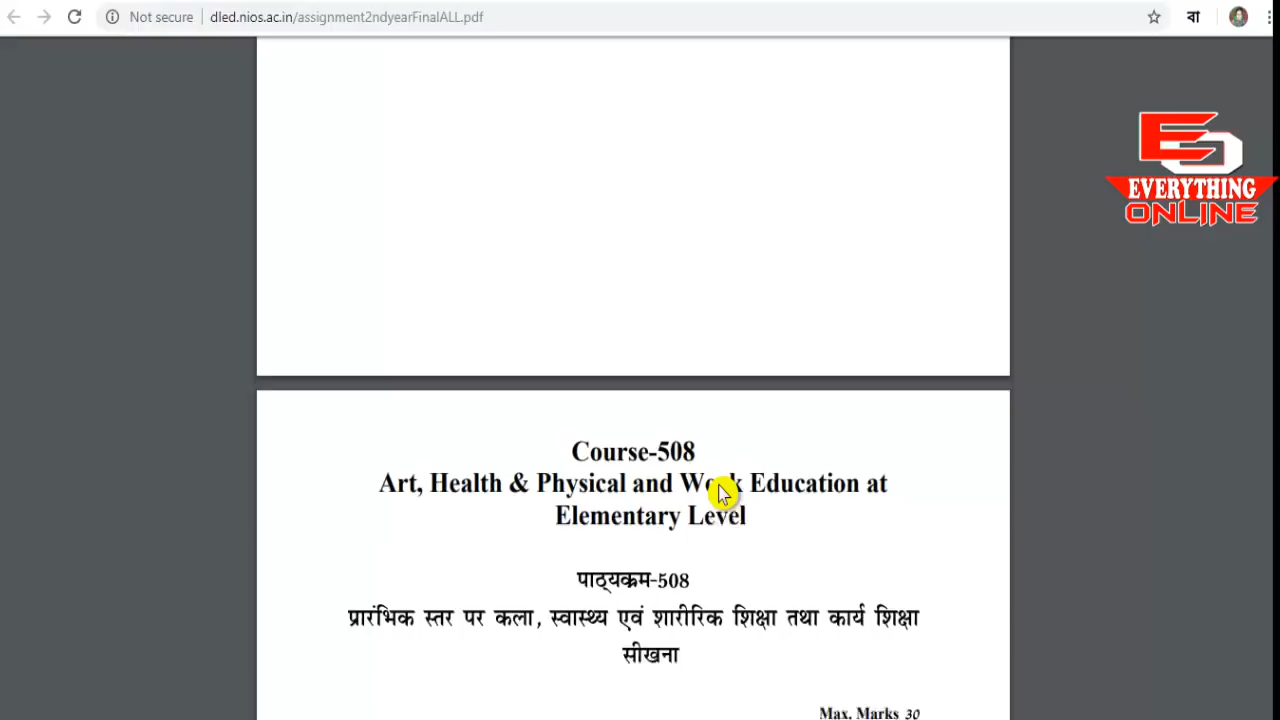 Not secure
dled.nios.ac.in/assignment2ndyearFinalALL.pdf
বা
EVERYTHING
ONLINE
Course-508
Art, Health & Physical and Work Education at
Elementary Level
पाठ्यक्रम-508
प्रारंभिक स्तर पर कला, स्वास्थ्य एवं शारीरिक शिक्षा तथा कार्य शिक्षा
सीखना
Max. Marks 30